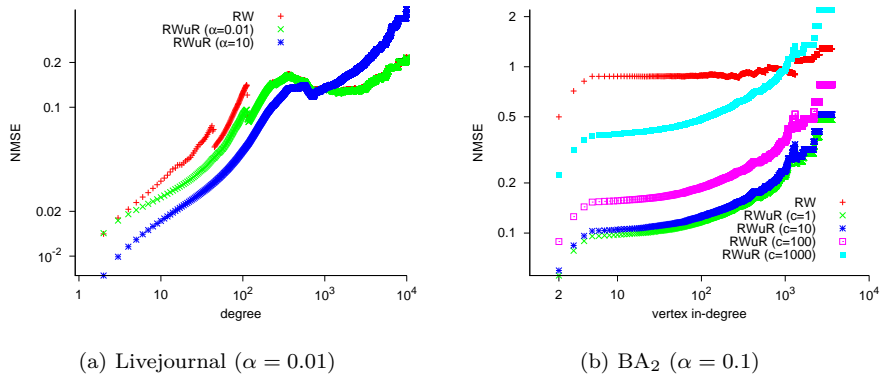 RW
RWuR (α=0.01)
RWuR (α=10)
NMSE
0.2
0.1
0.02
10^-2
1
10
10^2
10^3
10^4
degree
(a) Livejournal (α = 0.01)
NMSE
2
1
0.5
0.2
0.1
RW
RWuR (c=1)
RWuR (c=10)
RWuR (c=100)
RWuR (c=1000)
2
10
10^2
10^3
10^4
vertex in-degree
(b) BA₂ (α = 0.1)